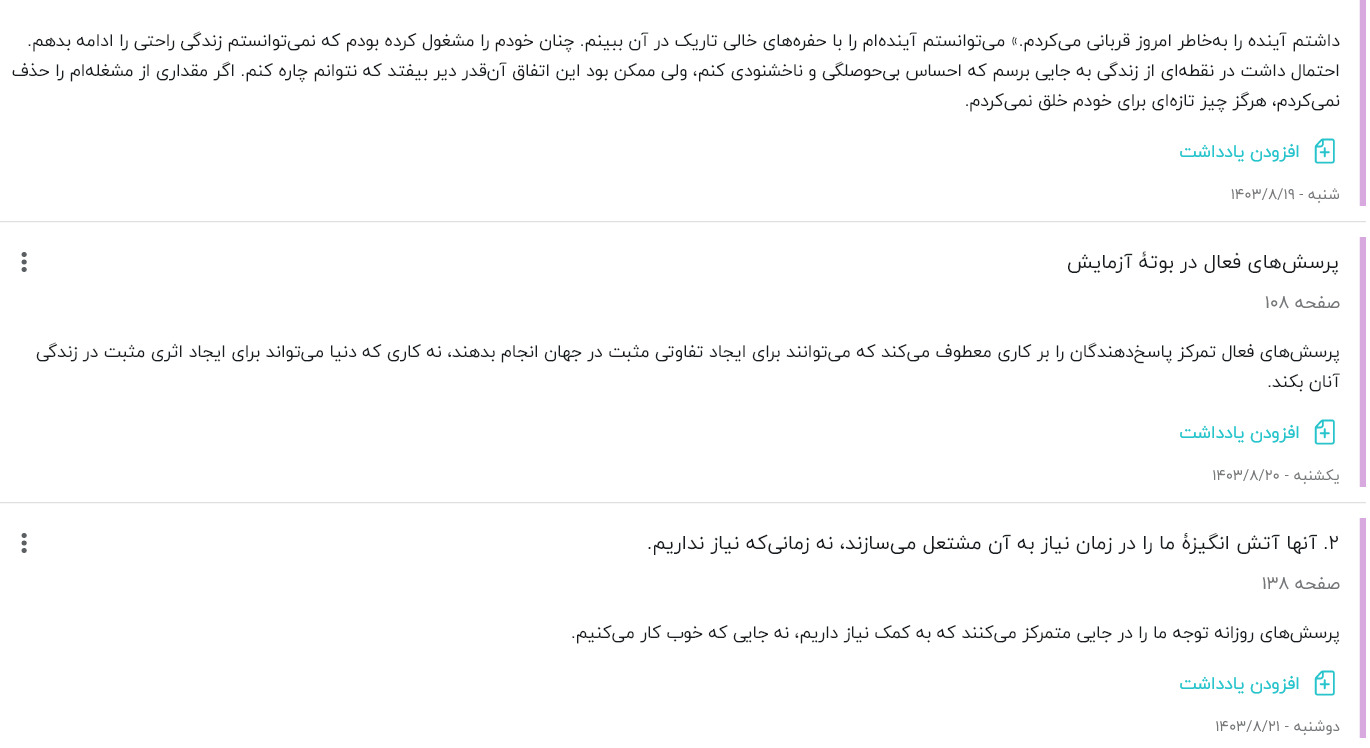 داشتم آینده را به‌خاطر امروز قربانی می‌کردم.» می‌توانستم آینده‌ام را با حفره‌های خالی تاریک در آن ببینم. چنان خودم را مشغول کرده بودم که نمی‌توانستم زندگی راحتی را ادامه بدهم.
احتمال داشت در نقطه‌ای از زندگی به جایی برسم که احساس بی‌حوصلگی و ناخشنودی کنم، ولی ممکن بود این اتفاق آن‌قدر دیر بیفتد که نتوانم چاره کنم. اگر مقداری از مشغله‌ام را حذف
نمی‌کردم، هرگز چیز تازه‌ای برای خودم خلق نمی‌کردم.
افزودن یادداشت
شنبه - ۱۴۰۳/۸/۱۹
پرسش‌های فعال در بوتهٔ آزمایش
صفحه ۱۰۸
پرسش‌های فعال تمرکز پاسخ‌دهندگان را بر کاری معطوف می‌کند که می‌توانند برای ایجاد تفاوتی مثبت در جهان انجام بدهند، نه کاری که دنیا می‌تواند برای ایجاد اثری مثبت در زندگی
آنان بکند.
افزودن یادداشت
یکشنبه - ۱۴۰۳/۸/۲۰
۲. آنها آتش انگیزهٔ ما را در زمان نیاز به آن مشتعل می‌سازند، نه زمانی‌که نیاز نداریم.
صفحه ۱۳۸
پرسش‌های روزانه توجه ما را در جایی متمرکز می‌کنند که به کمک نیاز داریم، نه جایی که خوب کار می‌کنیم.
افزودن یادداشت
دوشنبه - ۱۴۰۳/۸/۲۱